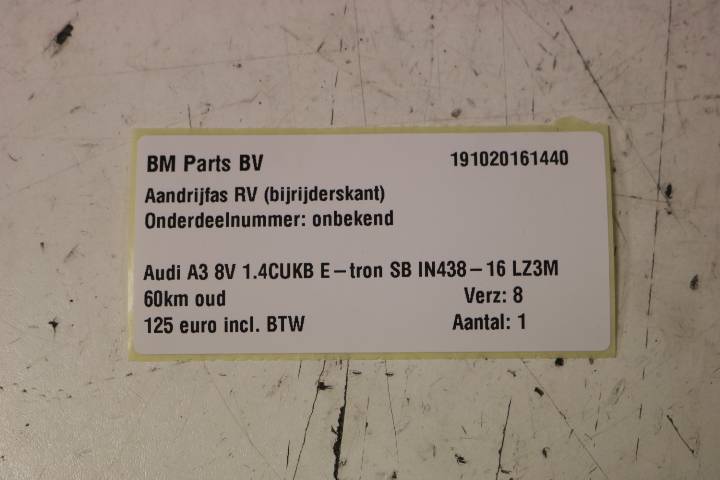 BM Parts BV 191020161440
Aandrijfas RV (bijrijderskant)
Onderdeelnummer: onbekend
Audi A3 8V 1.4CUKB E-tron SB IN438-16 LZ3M
60km oud Verz: 8
125 euro incl. BTW Aantal: 1